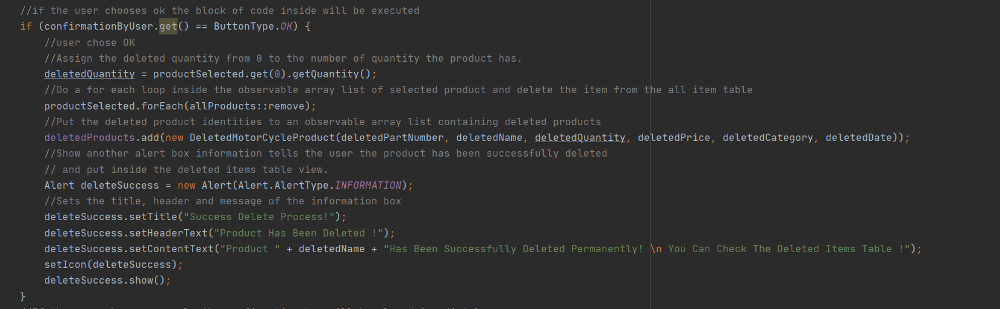 //if the user chooses ok the block of code inside will be executed
if (confirmationByUser.get() == ButtonType.OK) {
//user chose OK
//Assign the deleted quantity from 0 to the number of quantity the product has.
deletedQuantity = productSelected.get(0).getQuantity();
//Do a for each loop inside the observable array list of selected product and delete the item from the all item table
productSelected.forEach(allProducts::remove);
//Put the deleted product identities to an observable array list containing deleted products
deletedProducts.add(new DeletedMotorCycleProduct(deletedPartNumber, deletedName, deletedQuantity, deletedPrice, deletedCategory, deletedDate));
//Show another alert box information tells the user the product has been successfully deleted
// and put inside the deleted items table view.
Alert deleteSuccess = new Alert(Alert.AlertType.INFORMATION);
//Sets the title, header and message of the information box
deleteSuccess.setTitle("Success Delete Process!");
deleteSuccess.setHeaderText("Product Has Been Deleted !");
deleteSuccess.setContentText("Product " + deletedName + "Has Been Successfully Deleted Permanently! \n You Can Check The Deleted Items Table !");
setIcon(deleteSuccess);
deleteSuccess.show();
}